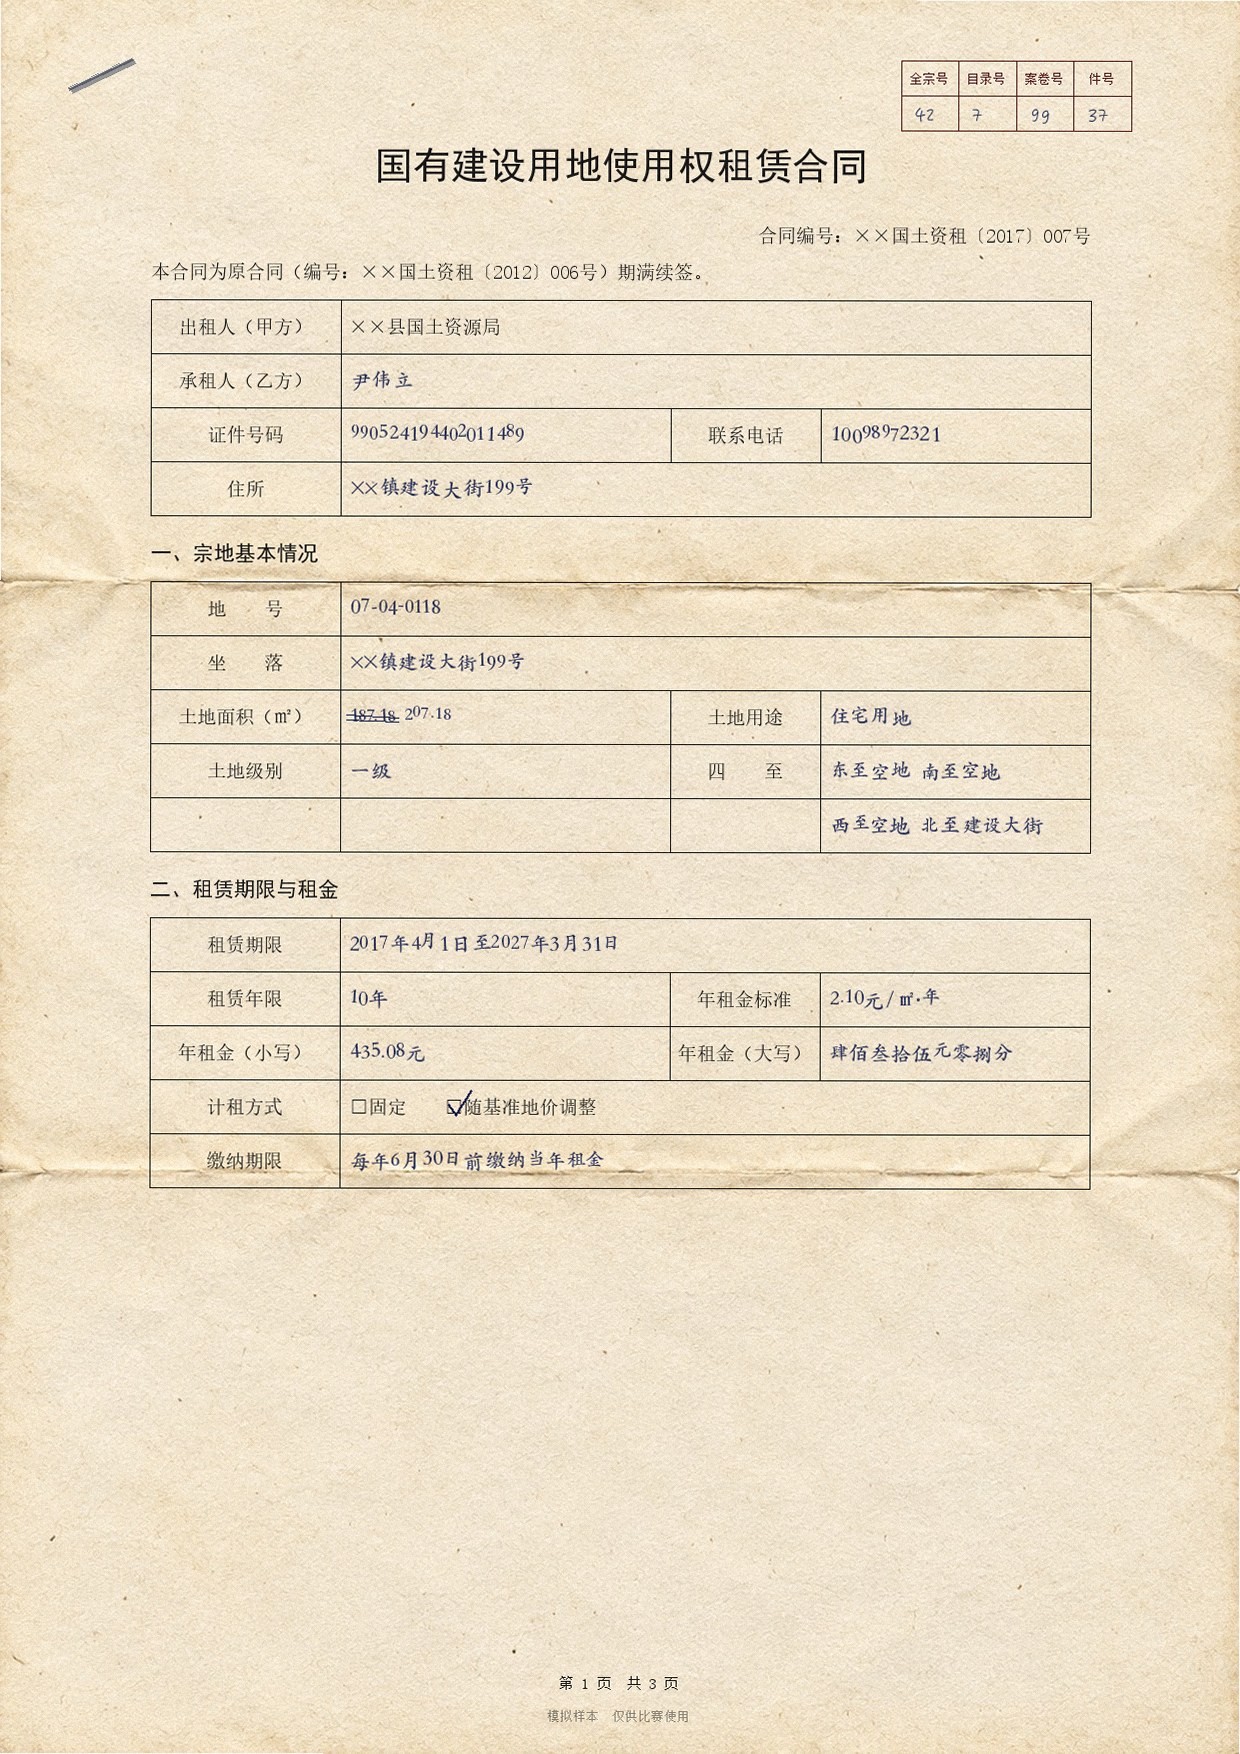 全宗号 目录号 案卷号 件号
42 7 99 37
国有建设用地使用权租赁合同
合同编号：××国土资租〔2017〕007号
本合同为原合同（编号：××国土资租〔2012〕006号）期满续签。
出租人（甲方） ××县国土资源局
承租人（乙方） 尹伟立
证件号码 990524194402011489 联系电话 10098972321
住所 ××镇建设大街199号
一、宗地基本情况
地 号 07-04-0118
坐 落 ××镇建设大街199号
土地面积（㎡） 187.18 207.18 土地用途 住宅用地
土地级别 一级 四 至 东至空地 南至空地
西至空地 北至建设大街
二、租赁期限与租金
租赁期限 2017年4月1日至2027年3月31日
租赁年限 10年 年租金标准 2.10元/㎡·年
年租金（小写） 435.08元 年租金（大写） 肆佰叁拾伍元零捌分
计租方式 □固定 ☑随基准地价调整
缴纳期限 每年6月30日前缴纳当年租金
第 1 页 共 3 页
模拟样本 仅供比赛使用